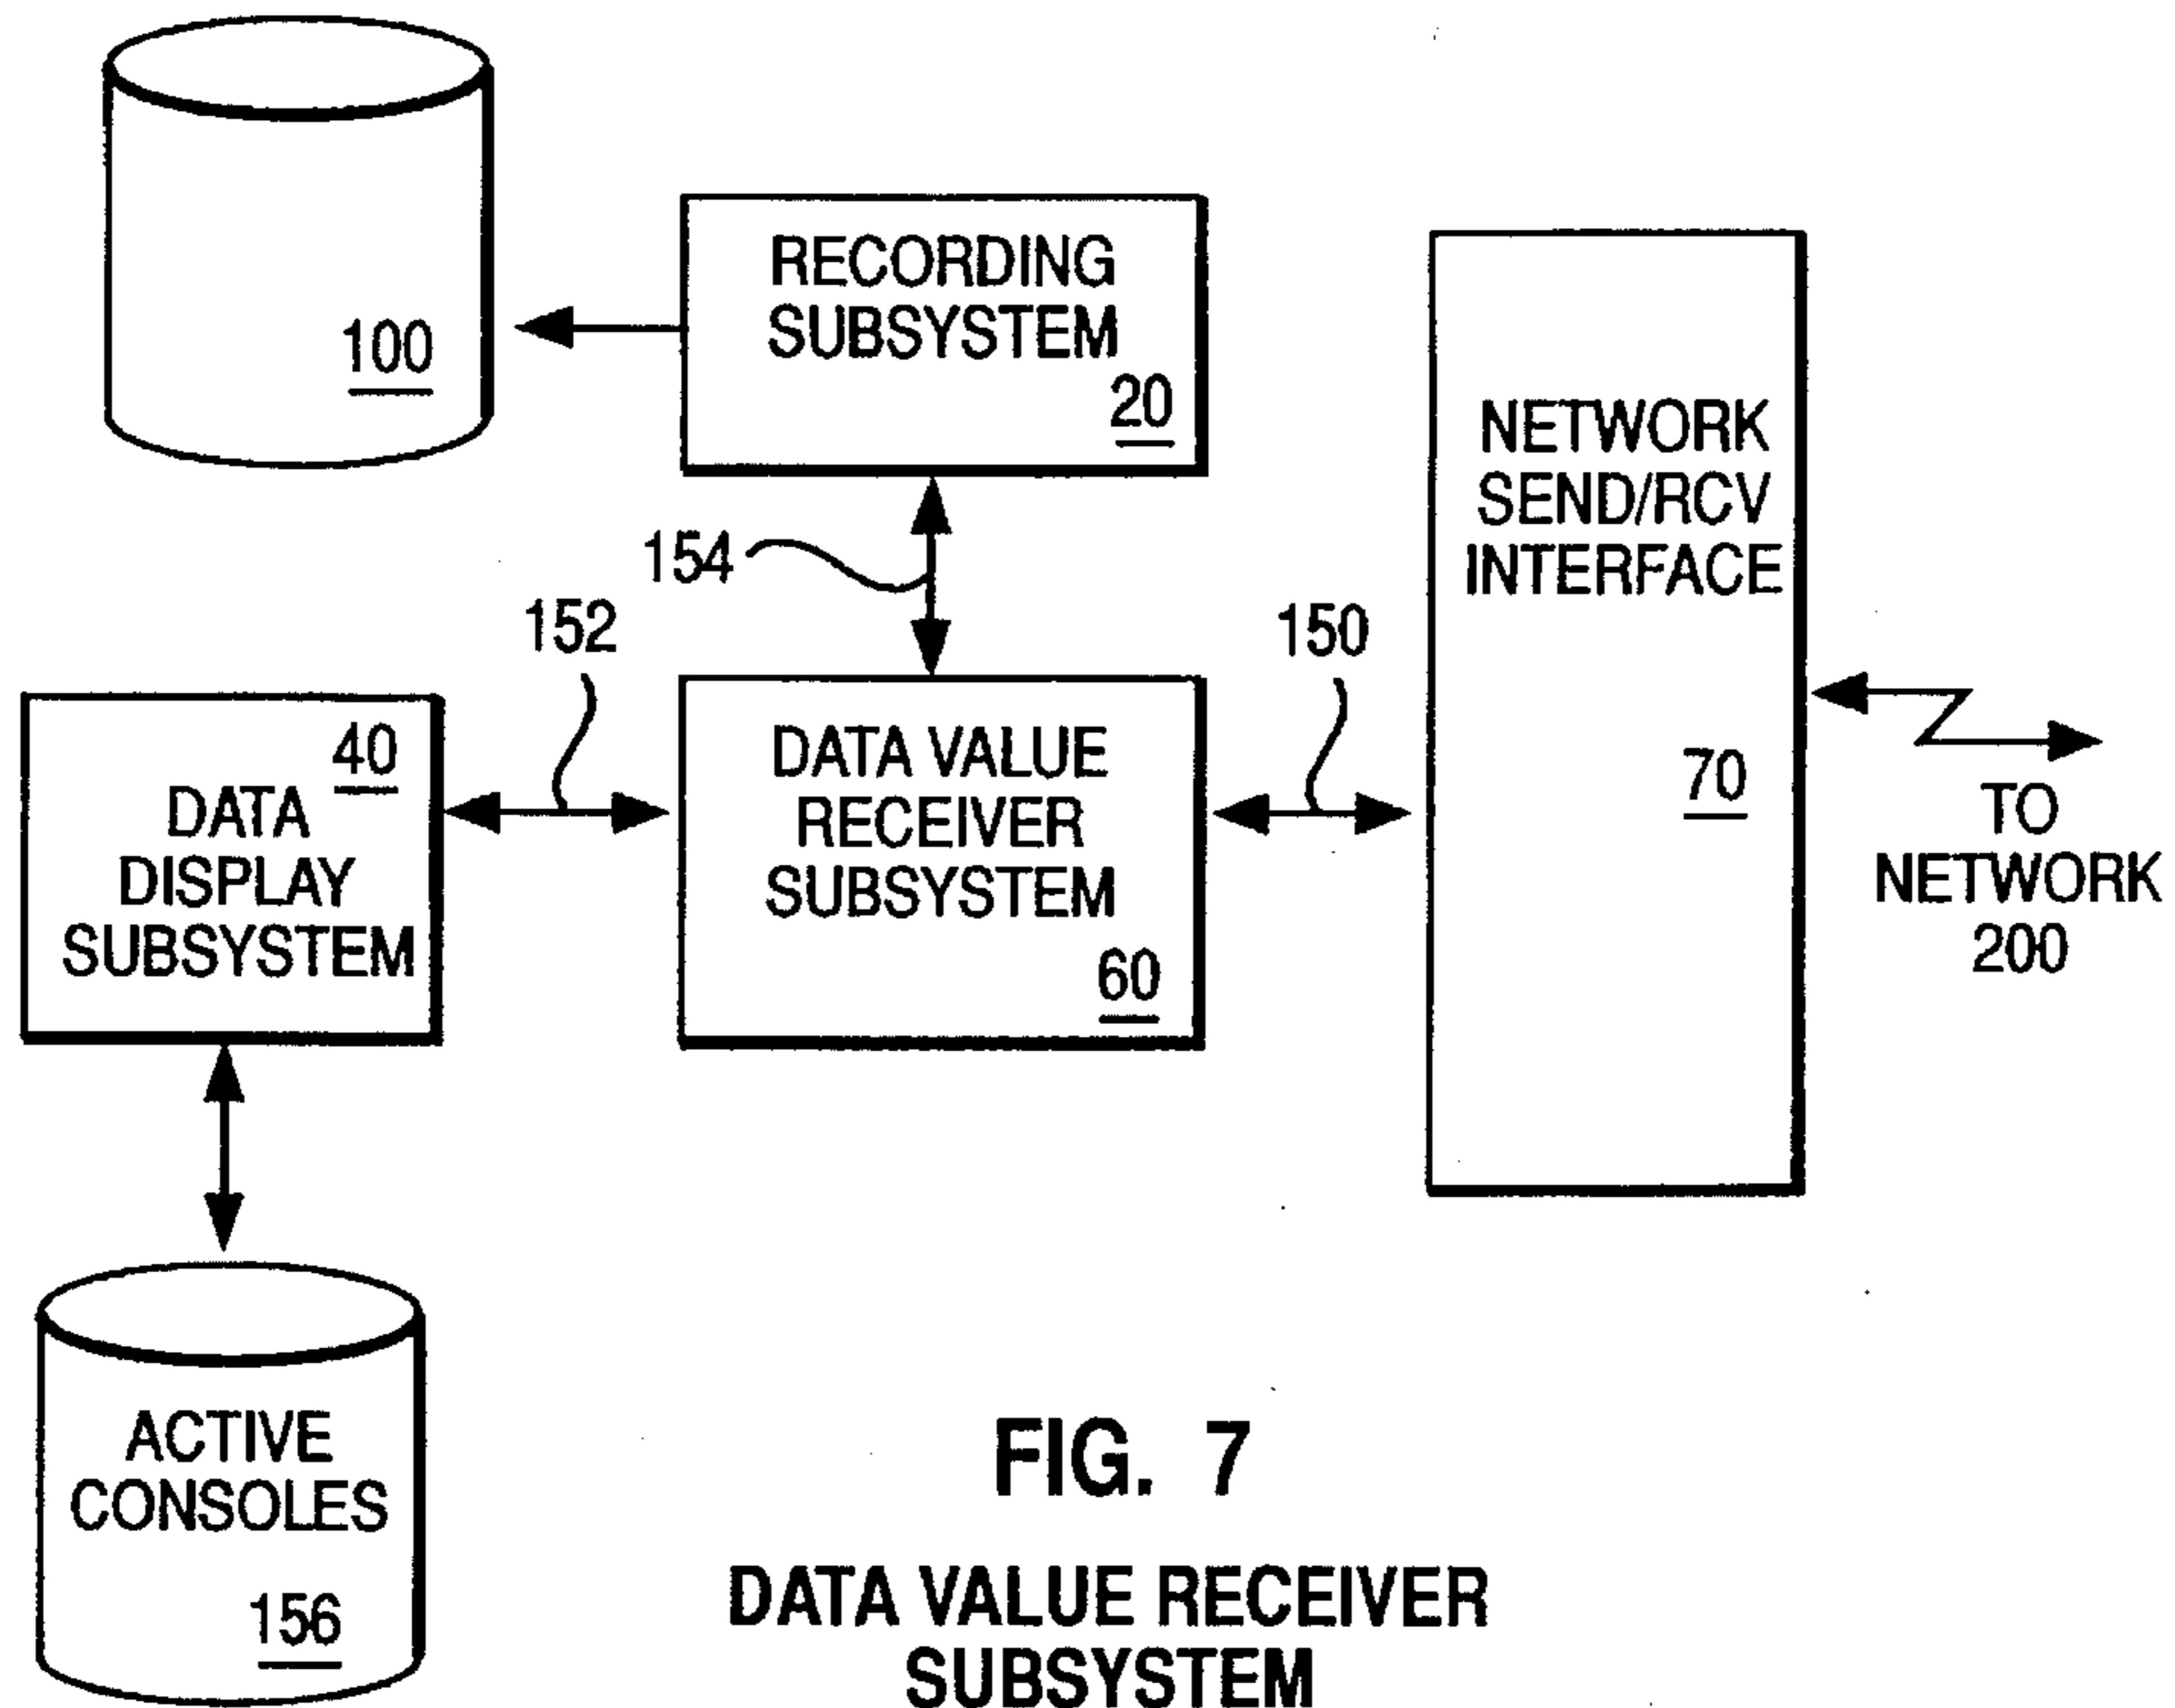 100
RECORDING
SUBSYSTEM
20
154
152
150
NETWORK
SEND/RCV
INTERFACE
70
TO
NETWORK
200
40
DATA
DISPLAY
SUBSYSTEM
DATA VALUE
RECEIVER
SUBSYSTEM
60
ACTIVE
CONSOLES
156
FIG. 7
DATA VALUE RECEIVER
SUBSYSTEM